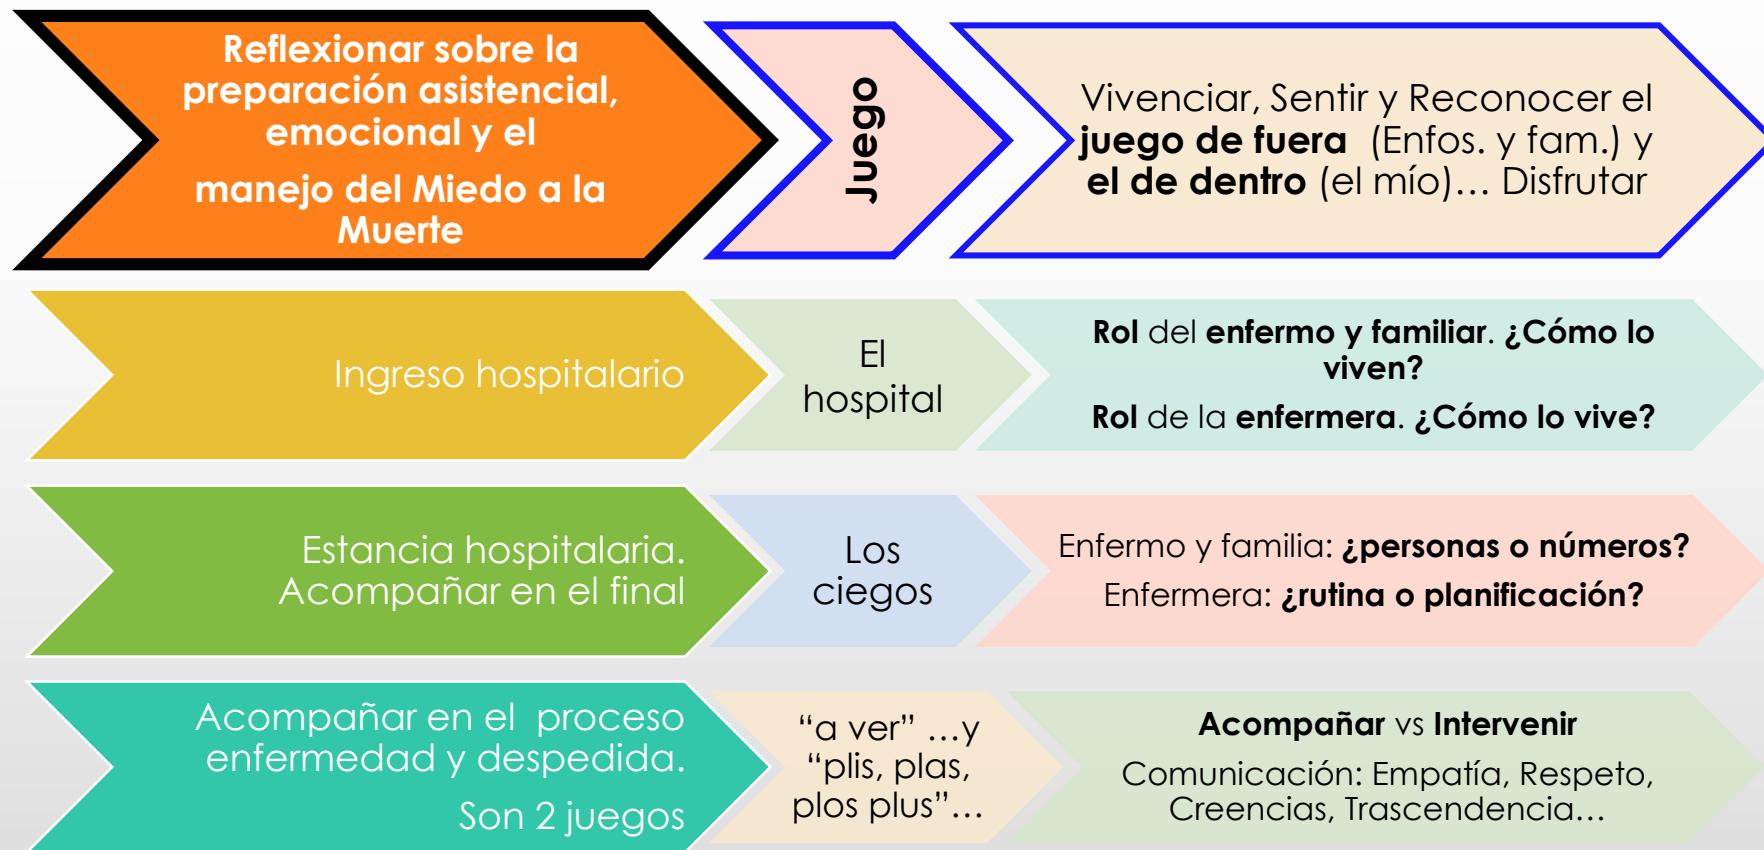 Reflexionar sobre la
preparación asistencial,
emocional y el
manejo del Miedo a la
Muerte
Juego
Vivenciar, Sentir y Reconocer el
juego de fuera (Enfos. y fam.) y
el de dentro (el mío)… Disfrutar
Ingreso hospitalario
El
hospital
Rol del enfermo y familiar. ¿Cómo lo
viven?
Rol de la enfermera. ¿Cómo lo vive?
Estancia hospitalaria.
Acompañar en el final
Los
ciegos
Enfermo y familia: ¿personas o números?
Enfermera: ¿rutina o planificación?
Acompañar en el proceso
enfermedad y despedida.
Son 2 juegos
“a ver” …y
“plis, plas,
plos plus”…
Acompañar vs Intervenir
Comunicación: Empatía, Respeto,
Creencias, Trascendencia…